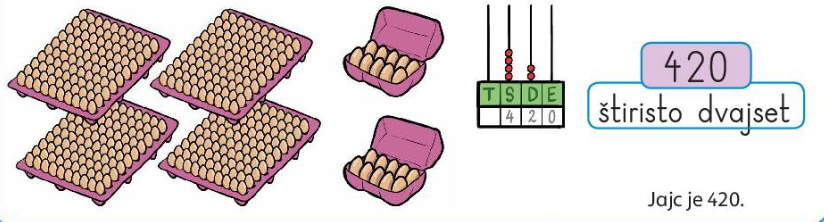 T S D E
4 2 0
420
štiristo dvajset
Jajc je 420.